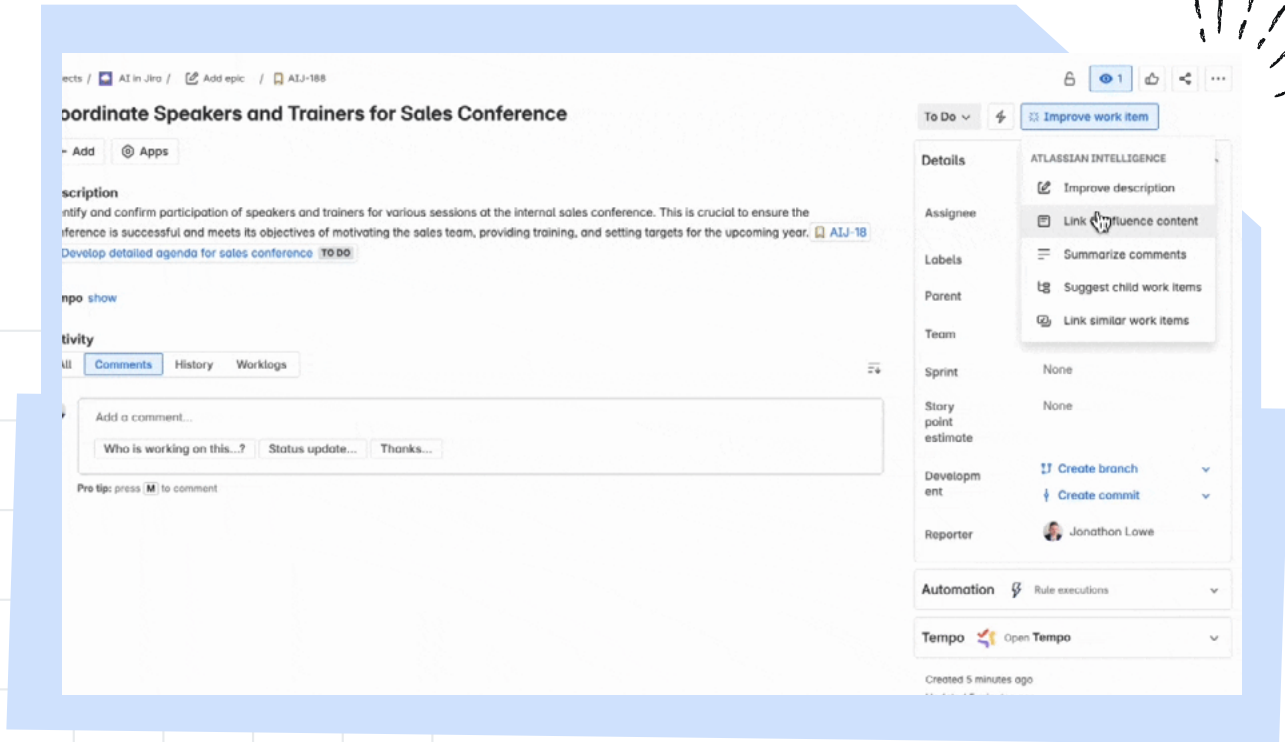 ects / AI in Jira / Add epic / AIJ-188
1
oordinate Speakers and Trainers for Sales Conference
To Do
Improve work item
Add
Apps
scription
ntify and confirm participation of speakers and trainers for various sessions at the internal sales conference. This is crucial to ensure the
nference is successful and meets its objectives of motivating the sales team, providing training, and setting targets for the upcoming year. AIJ-18
Develop detailed agenda for sales conference TO DO
mpo show
tivity
All Comments History Worklogs
Add a comment...
Who is working on this...? Status update... Thanks...
Pro tip: press M to comment
Details
ATLASSIAN INTELLIGENCE
Improve description
Link fluence content
Summarize comments
Suggest child work items
Link similar work items
Assignee
Labels
Parent
Team
Sprint
None
Story
point
estimate
None
Developm
ent
Create branch
Create commit
Reporter
Jonathon Lowe
Automation Rule executions
Tempo Open Tempo
Created 5 minutes ago